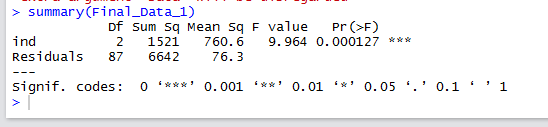 > summary(Final_Data_1)
            Df Sum Sq Mean Sq F value   Pr(>F)
ind          2   1521   760.6   9.964 0.000127 ***
Residuals   87   6642    76.3
---
Signif. codes:  0 ‘***’ 0.001 ‘**’ 0.01 ‘*’ 0.05 ‘.’ 0.1 ‘ ’ 1
>